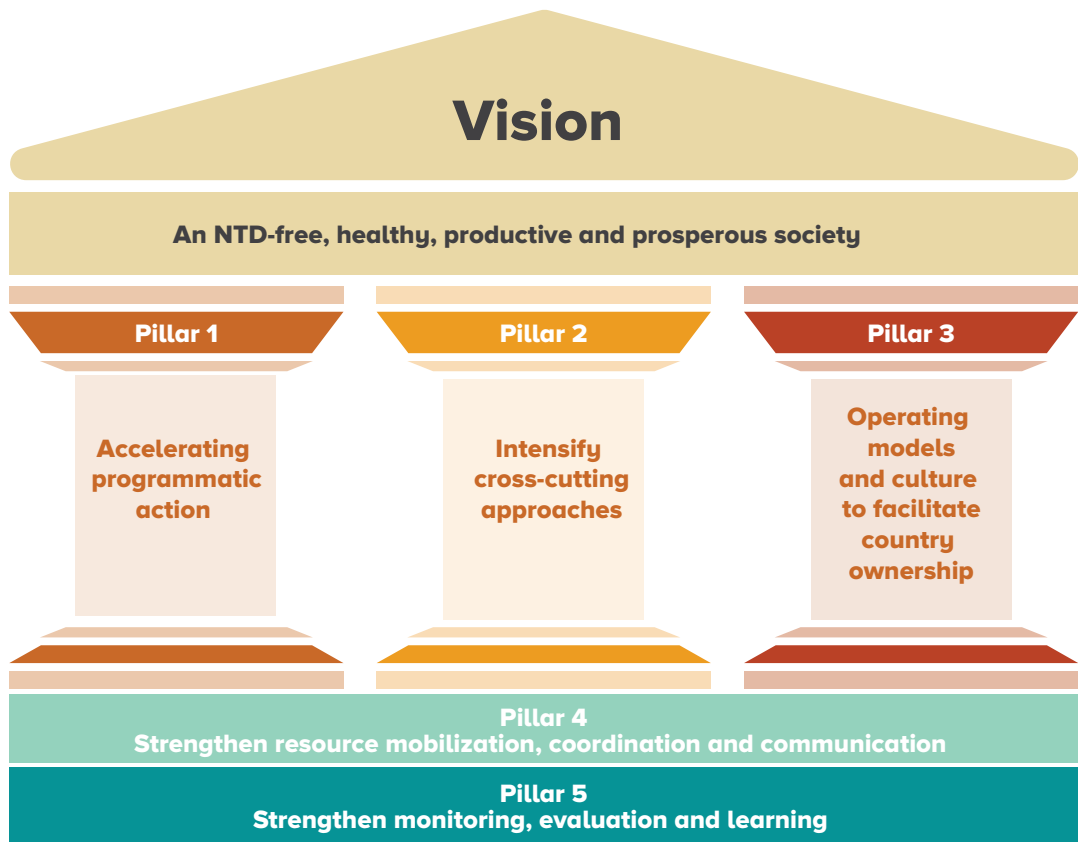 Vision
An NTD-free, healthy, productive and prosperous society
Pillar 1
Accelerating
programmatic
action
Pillar 2
Intensify
cross-cutting
approaches
Pillar 3
Operating
models
and culture
to facilitate
country
ownership
Pillar 4
Strengthen resource mobilization, coordination and communication
Pillar 5
Strengthen monitoring, evaluation and learning